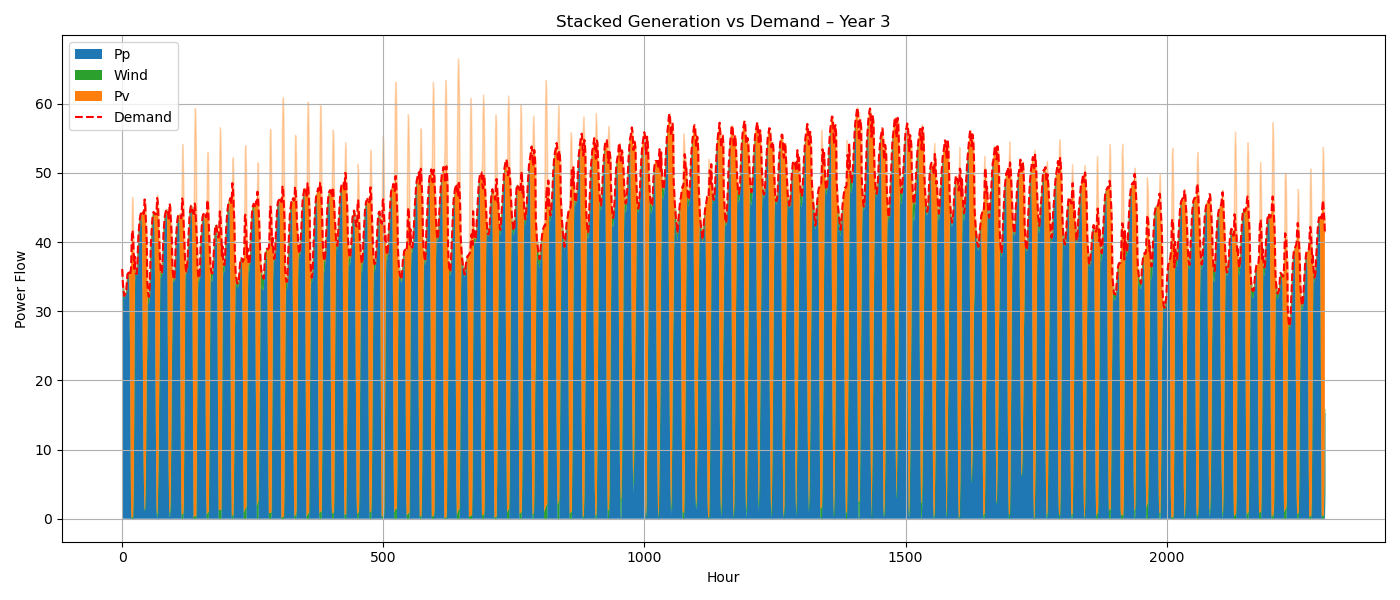 Stacked Generation vs Demand – Year 3
Pp
Wind
Pv
Demand
Power Flow
60
50
40
30
20
10
0
0 500 1000 1500 2000
Hour